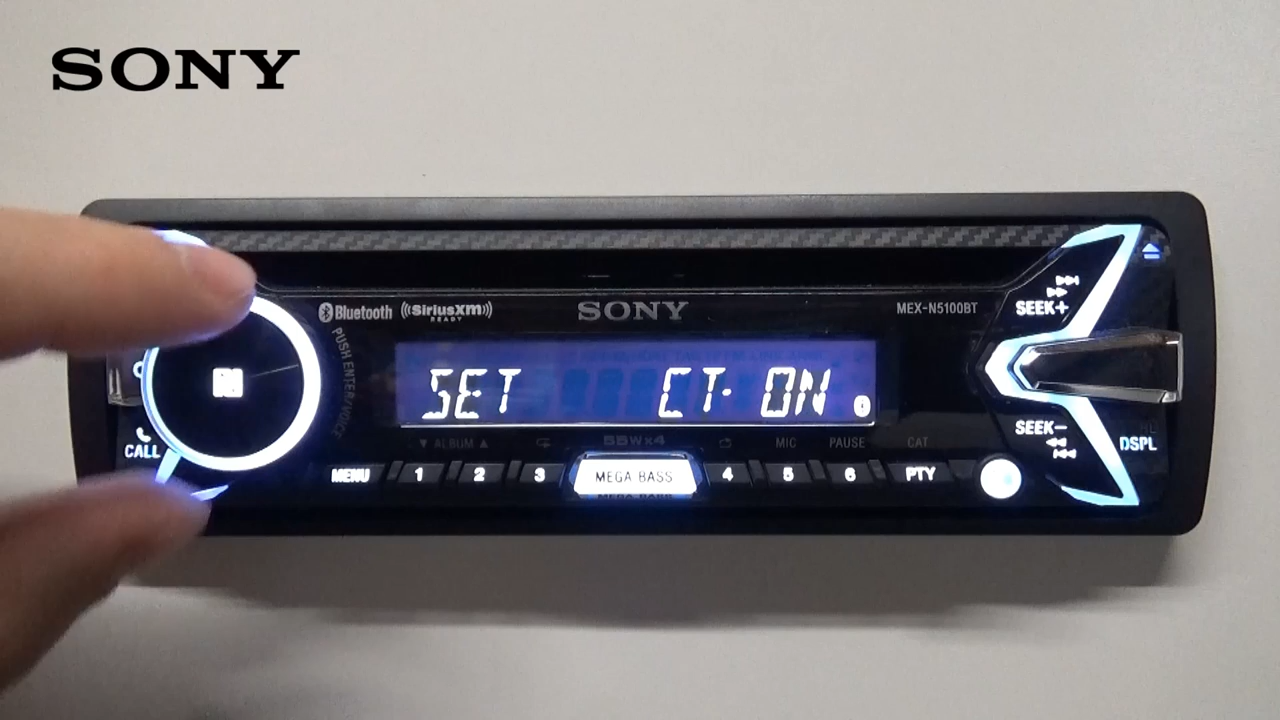 SONY
Bluetooth ((SiriusXM)) READY SONY MEX-N5100BT
SEEK+
PUSH ENTER/VOICE
SET CT- ON
SEEK-
CALL
▼ ALBUM ▲ 55W x 4 MIC PAUSE CAT DSPL
MENU 1 2 3 MEGA BASS 4 5 6 PTY